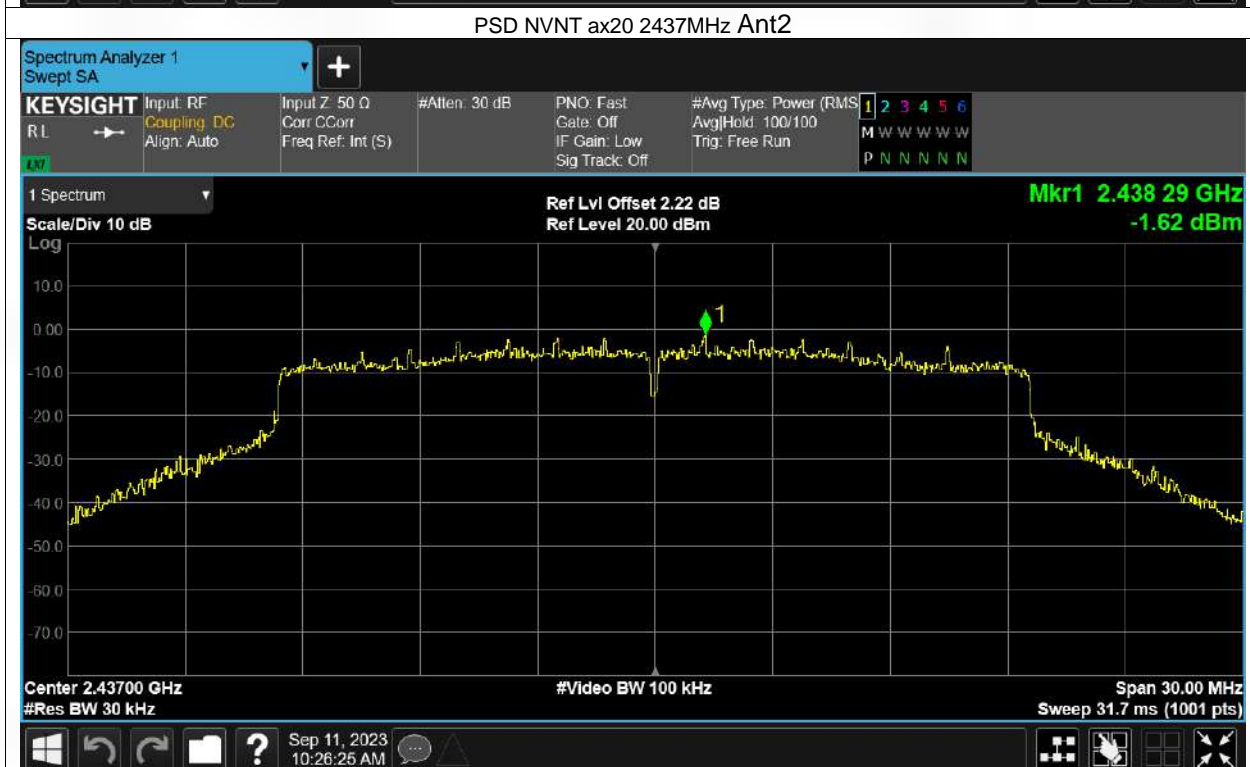 PSD NVNT ax20 2437MHz Ant2
Spectrum Analyzer 1
Swept SA
+
KEYSIGHT
RL
LXI
Input: RF
Coupling: DC
Align: Auto
Input Z: 50 Ω
Corr CCorr
Freq Ref: Int (S)
#Atten: 30 dB
PNO: Fast
Gate: Off
IF Gain: Low
Sig Track: Off
#Avg Type: Power (RMS
Avg|Hold: 100/100
Trig: Free Run
1 2 3 4 5 6
M W W W W W
P N N N N N
1 Spectrum
Scale/Div 10 dB
Log
Ref Lvl Offset 2.22 dB
Ref Level 20.00 dBm
Mkr1 2.438 29 GHz
-1.62 dBm
10.0
0.00
-10.0
-20.0
-30.0
-40.0
-50.0
-60.0
-70.0
1
Center 2.43700 GHz
#Res BW 30 kHz
#Video BW 100 kHz
Span 30.00 MHz
Sweep 31.7 ms (1001 pts)
?
Sep 11, 2023
10:26:25 AM